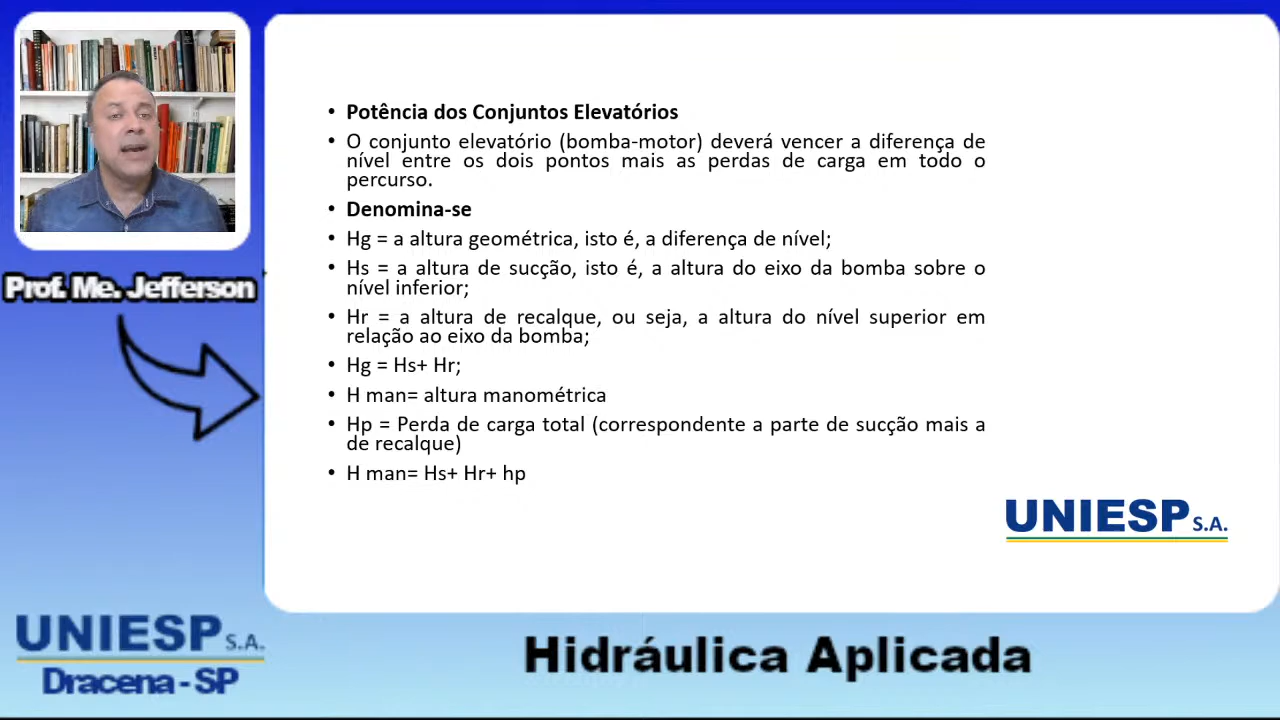 Potência dos Conjuntos Elevatórios
O conjunto elevatório (bomba-motor) deverá vencer a diferença de
nível entre os dois pontos mais as perdas de carga em todo o
percurso.
Denomina-se
Hg = a altura geométrica, isto é, a diferença de nível;
Hs = a altura de sucção, isto é, a altura do eixo da bomba sobre o
nível inferior;
Prof. Me. Jefferson
Hr = a altura de recalque, ou seja, a altura do nível superior em
relação ao eixo da bomba;
Hg = Hs+ Hr;
H man= altura manométrica
Hp = Perda de carga total (correspondente a parte de sucção mais a
de recalque)
H man= Hs+ Hr+ hp
UNIESP S.A.
UNIESP S.A.
Dracena - SP
Hidráulica Aplicada